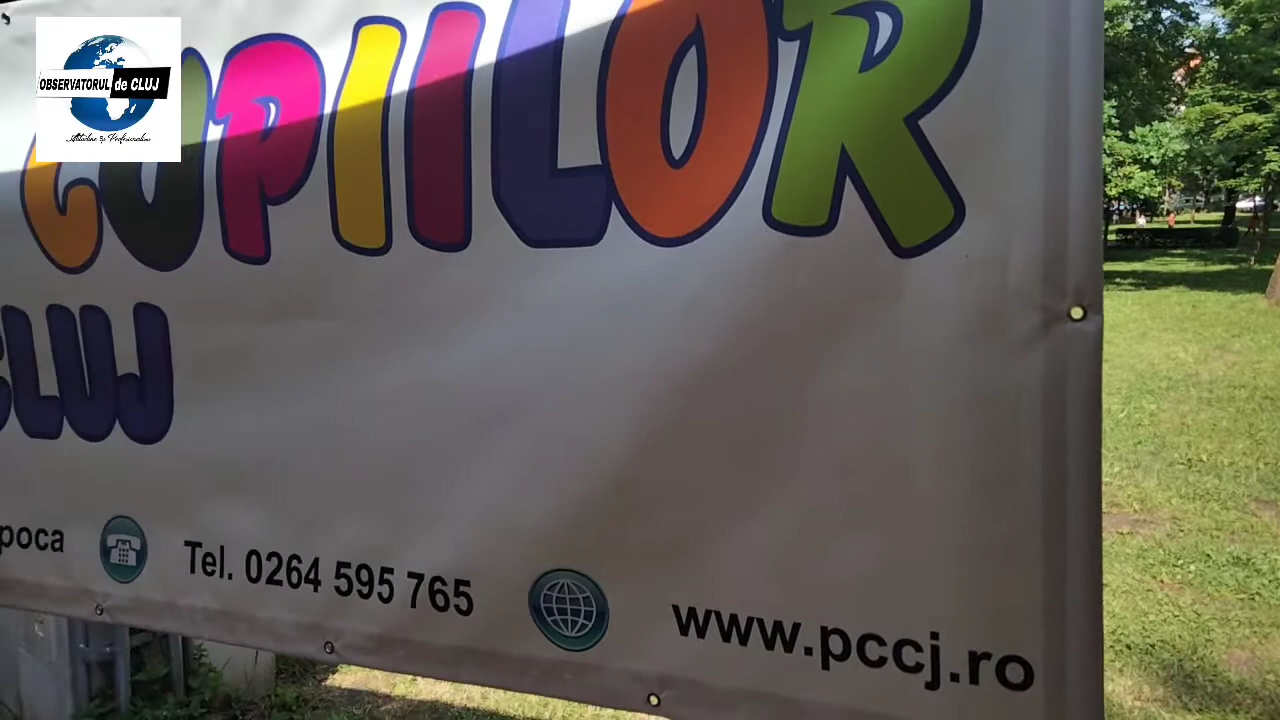 OBSERVATORUL de CLUJ
COPIILOR
CLUJ
poca
Tel. 0264 595 765
www.pccj.ro